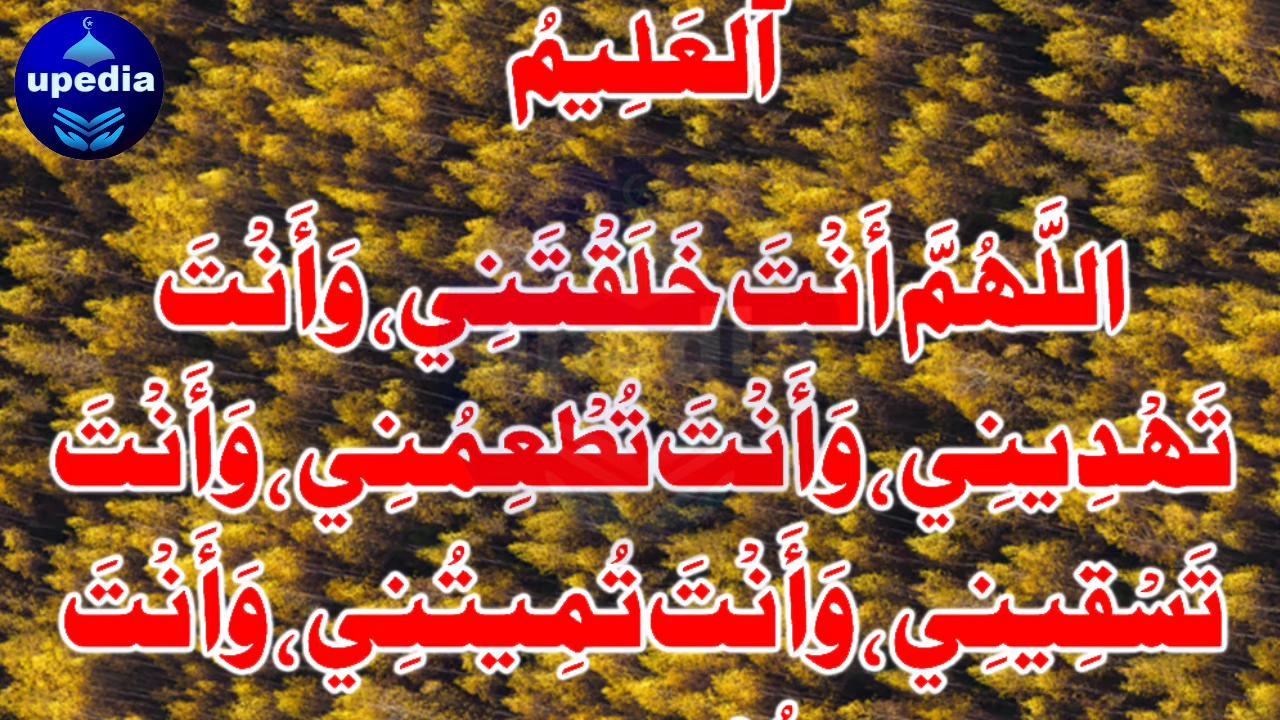 upedia
ٱلعَلِيمُ
اللَّهُمَّ أَنْتَ خَلَقْتَنِي، وَأَنْتَ
تَهْدِينِي، وَأَنْتَ تُطْعِمُنِي، وَأَنْتَ
تَسْقِينِي، وَأَنْتَ تُمِيتُنِي، وَأَنْتَ